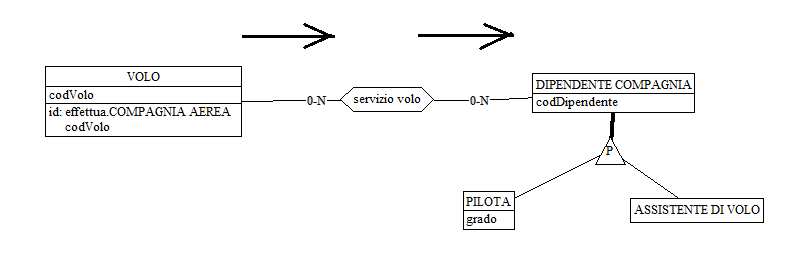 VOLO
codVolo
id: effettua.COMPAGNIA AEREA
codVolo
0-N
servizio volo
0-N
DIPENDENTE COMPAGNIA
codDipendente
P
PILOTA
grado
ASSISTENTE DI VOLO